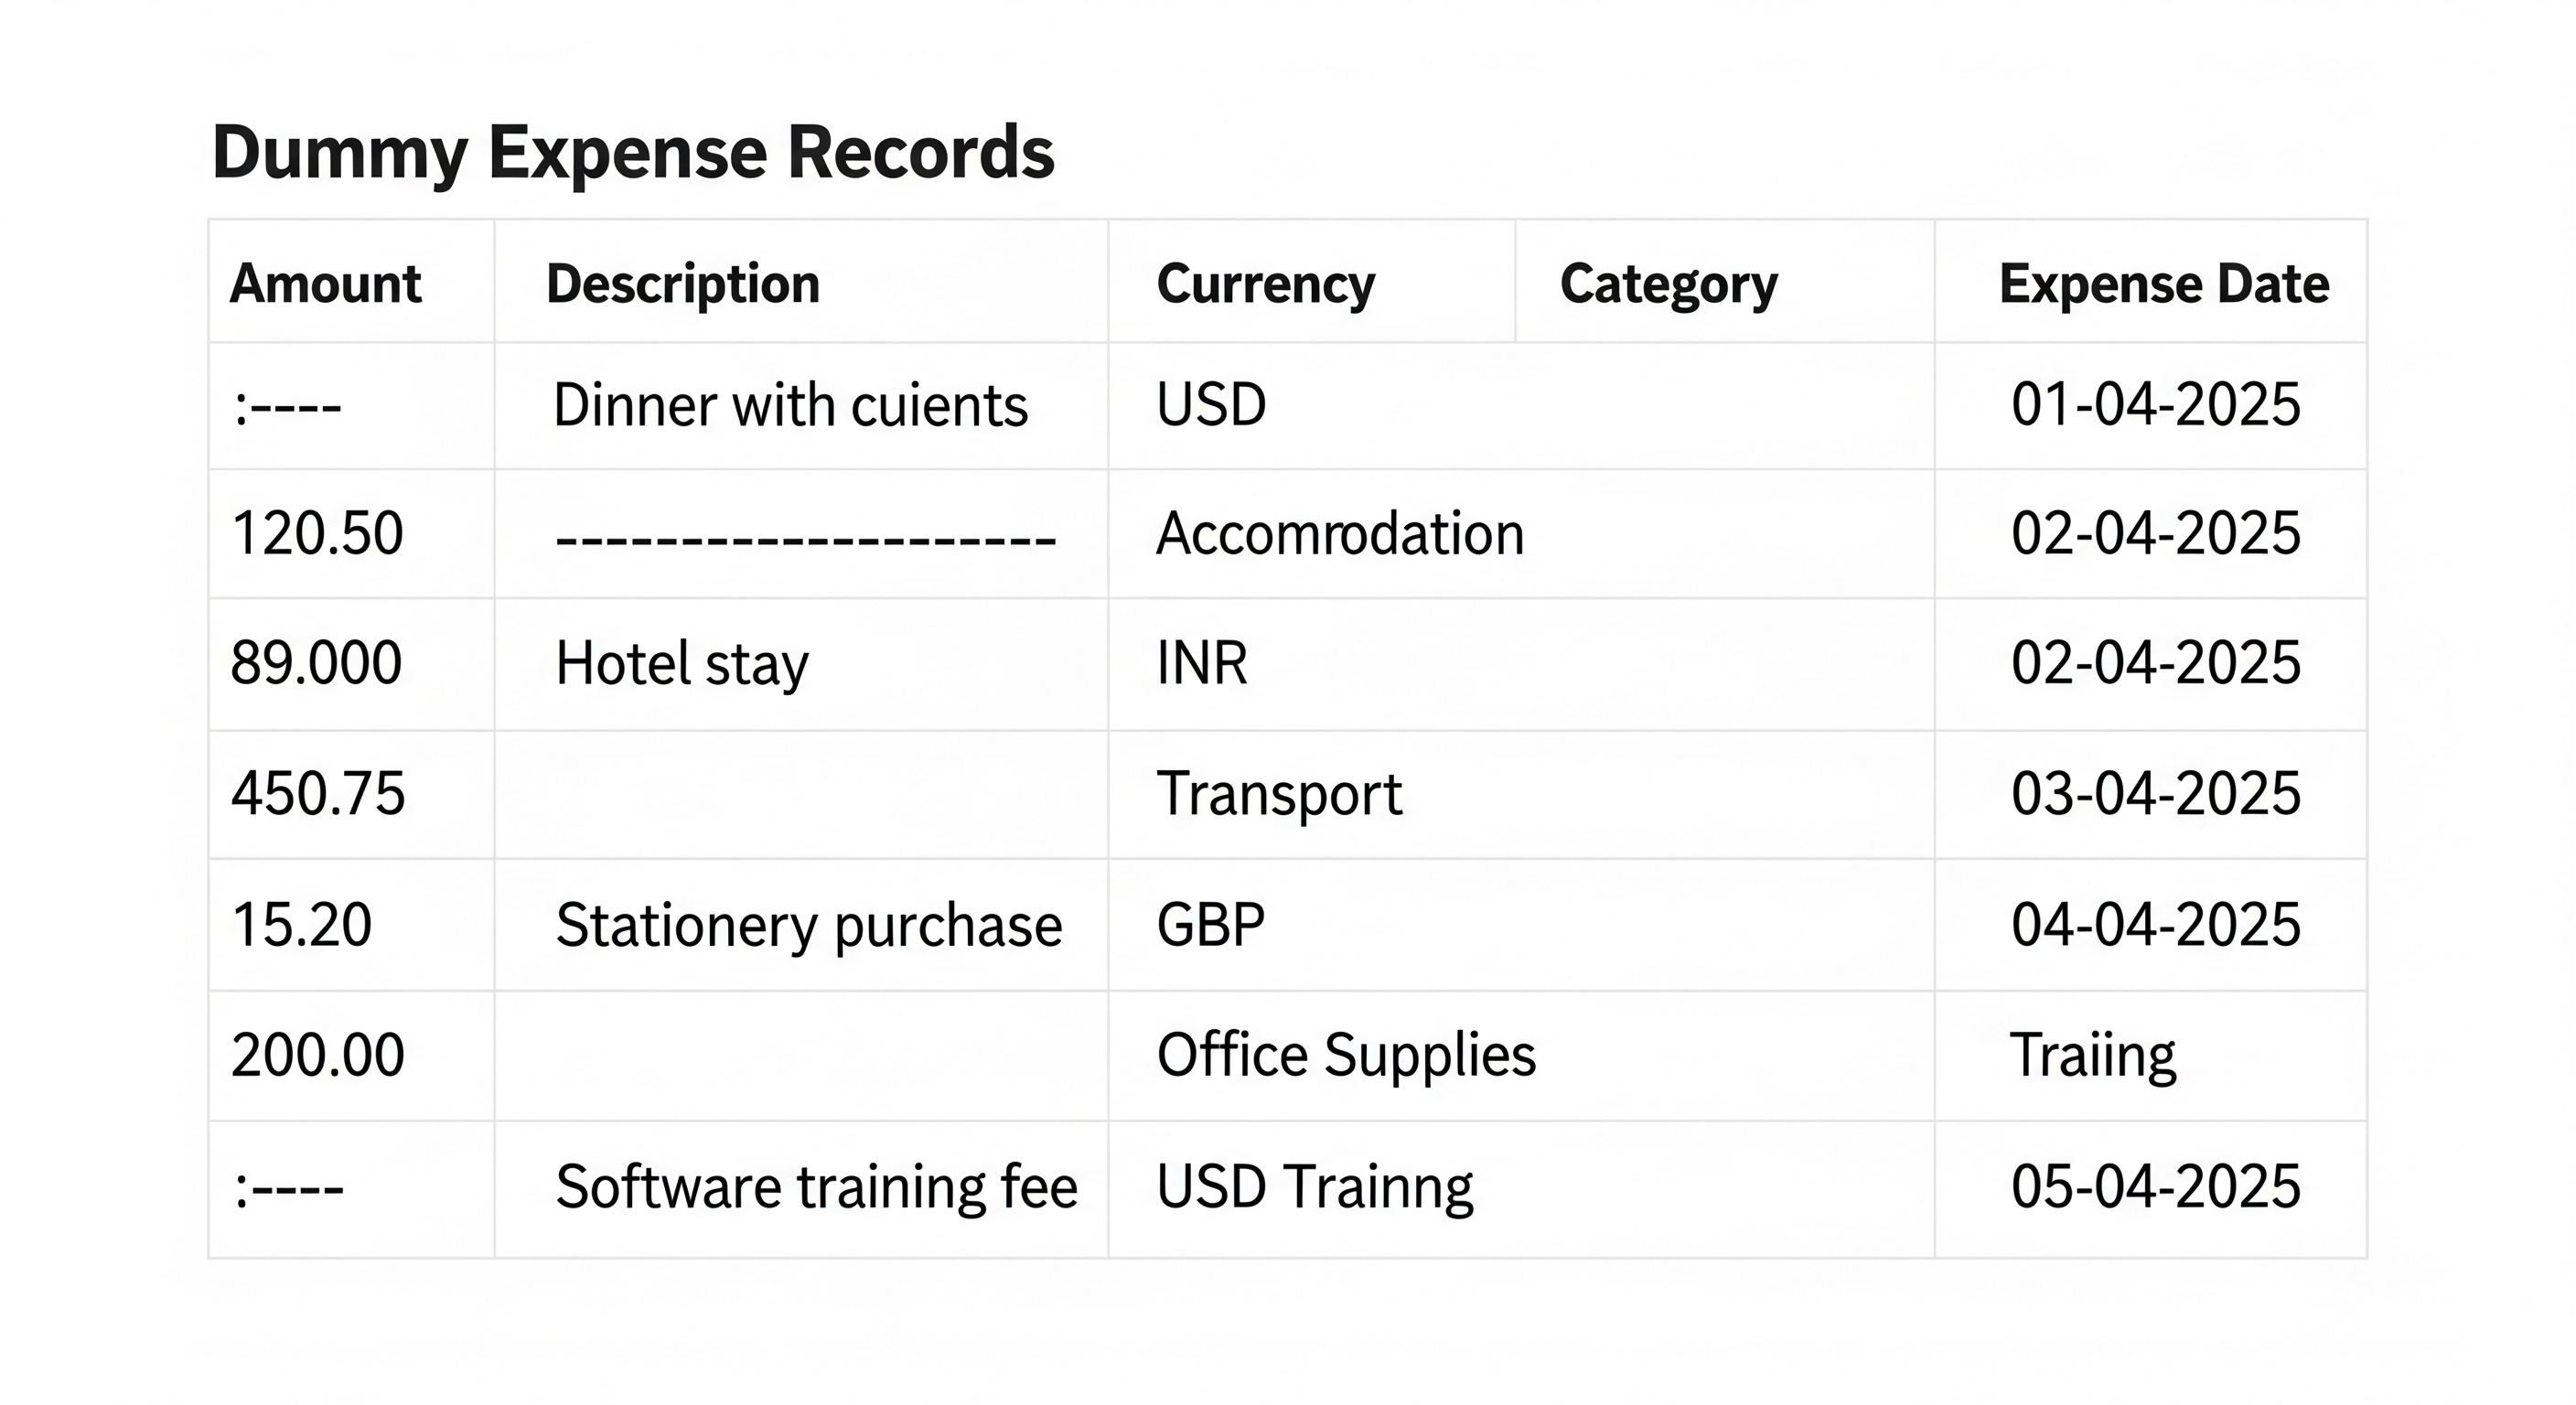 Dummy Expense Records
Amount Description Currency Category Expense Date
:---- Dinner with cuients USD 01-04-2025
120.50 -------------------- Accomrodation 02-04-2025
89.000 Hotel stay INR 02-04-2025
450.75 Transport 03-04-2025
15.20 Stationery purchase GBP 04-04-2025
200.00 Office Supplies Traiing
:---- Software training fee USD Trainng 05-04-2025